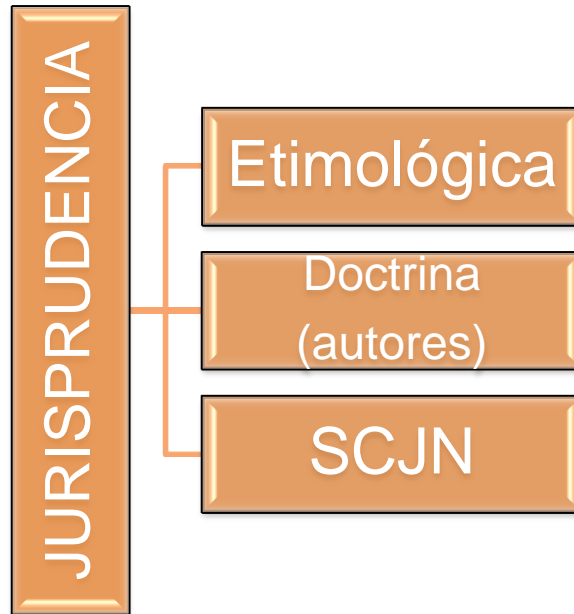 JURISPRUDENCIA
Etimológica
Doctrina
(autores)
SCJN